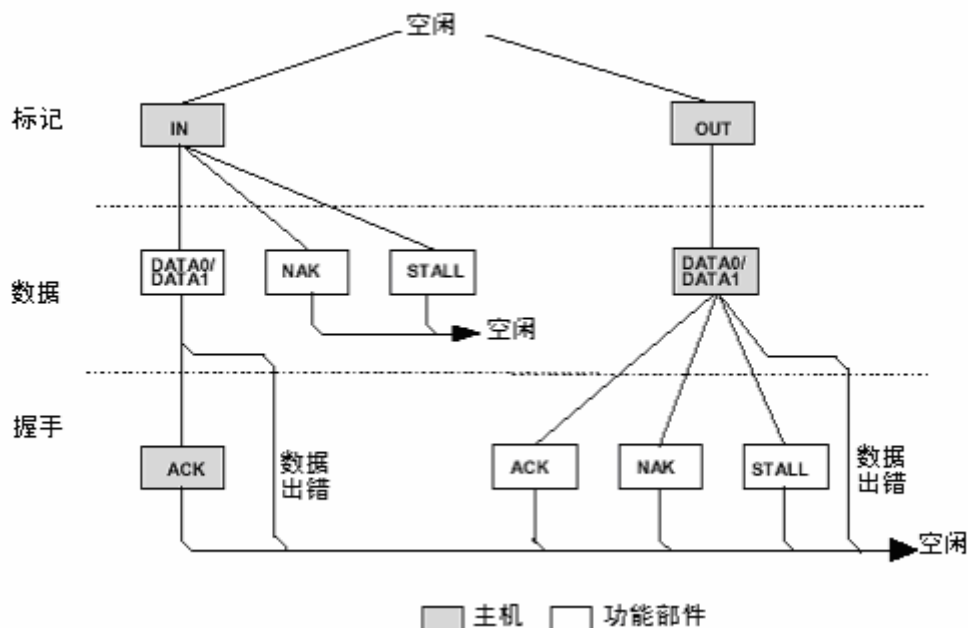 空闲
标记
IN
OUT
数据
DATA0/
DATA1
NAK
STALL
DATA0/
DATA1
空闲
握手
ACK
数据
出错
ACK
NAK
STALL
数据
出错
空闲
主机
功能部件